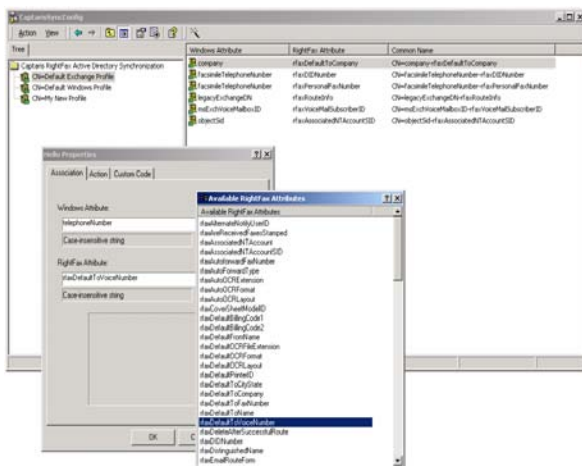 CaptarisSyncConfig
Action View
Tree
Captaris RightFax Active Directory Synchronization
CN=Default Exchange Profile
CN=Default Windows Profile
CN=My New Profile
Windows Attribute RightFax Attribute Common Name
company rfaxDefaultToCompany CN=company-rfaxDefaultToCompany
facsimileTelephoneNumber rfaxDIDNumber CN=facsimileTelephoneNumber-rfaxDIDNumber
facsimileTelephoneNumber rfaxPersonalFaxNumber CN=facsimileTelephoneNumber-rfaxPersonalFaxNumber
legacyExchangeDN rfaxRouteInfo CN=legacyExchangeDN-rfaxRouteInfo
msExchVoiceMailboxID rfaxVoiceMailSubscriberID CN=msExchVoiceMailboxID-rfaxVoiceMailSubscriberID
objectSid rfaxAssociatedNTAccountSID CN=objectSid-rfaxAssociatedNTAccountSID
Hello Properties
Association Action Custom Code
Windows Attribute:
telephoneNumber
Case-insensitive string
RightFax Attribute:
rfaxDefaultToVoiceNumber
Case-insensitive string
OK C
Available RightFax Attributes
Available RightFax Attributes
rfaxAlternateNotifyUserID
rfaxAreReceivedFaxesStamped
rfaxAssociatedNTAccount
rfaxAssociatedNTAccountSID
rfaxAutoforwardFaxNumber
rfaxAutoForwardType
rfaxAutoOCRExtension
rfaxAutoOCRFormat
rfaxAutoOCRLayout
rfaxCoverSheetModelID
rfaxDefaultBillingCode1
rfaxDefaultBillingCode2
rfaxDefaultFromName
rfaxDefaultOCRFileExtension
rfaxDefaultOCRFormat
rfaxDefaultOCRLayout
rfaxDefaultPrinterID
rfaxDefaultToCityState
rfaxDefaultToCompany
rfaxDefaultToFaxNumber
rfaxDefaultToName
rfaxDefaultToVoiceNumber
rfaxDeleteAfterSuccessfulRoute
rfaxDIDNumber
rfaxDistinguishedName
rfaxEmailRouteForm